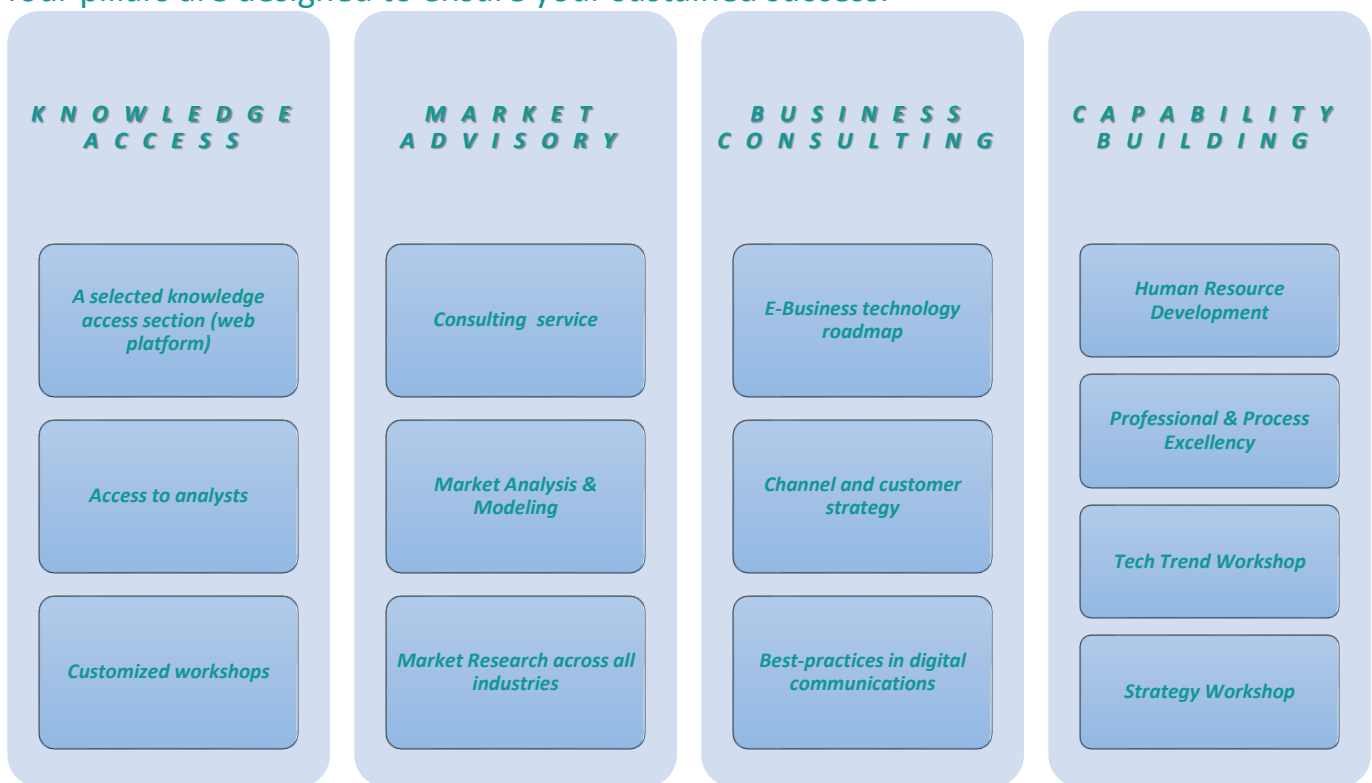 four pillars are designed to ensure your sustained success.
KNOWLEDGE
ACCESS
A selected knowledge
access section (web
platform)
Access to analysts
Customized workshops
MARKET
ADVISORY
Consulting service
Market Analysis &
Modeling
Market Research across all
industries
BUSINESS
CONSULTING
E-Business technology
roadmap
Channel and customer
strategy
Best-practices in digital
communications
CAPABILITY
BUILDING
Human Resource
Development
Professional & Process
Excellency
Tech Trend Workshop
Strategy Workshop